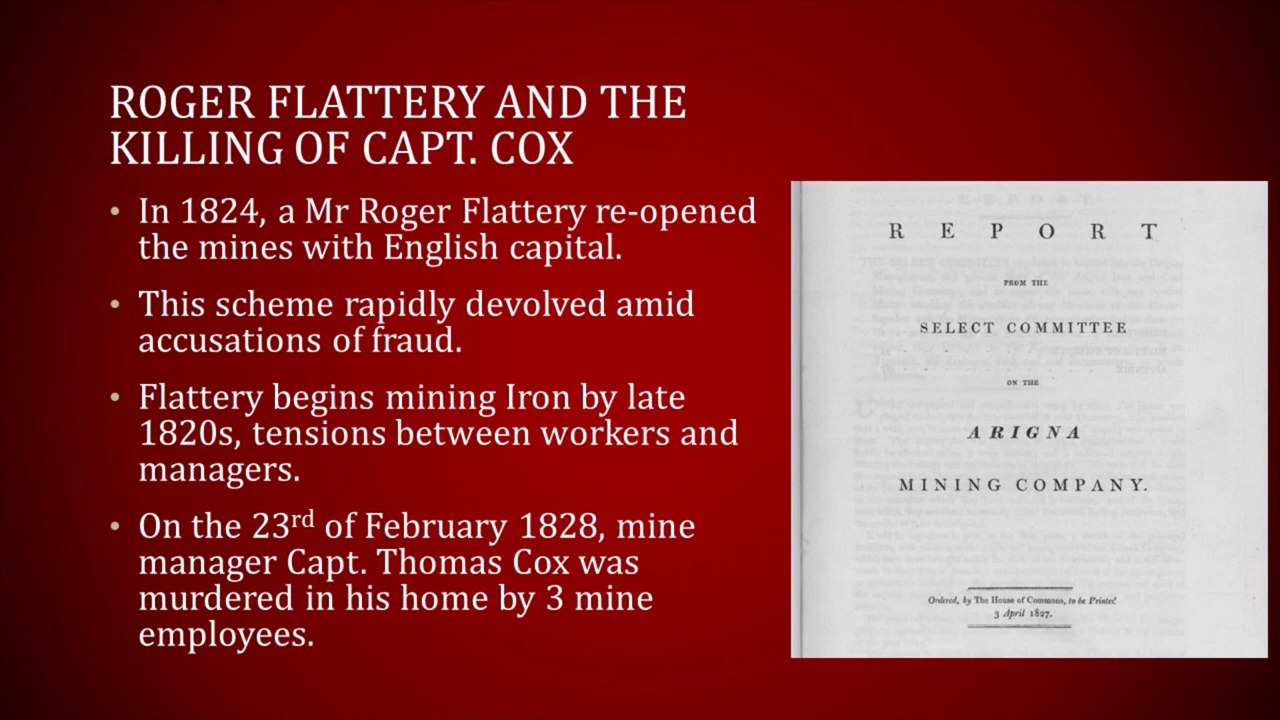 ROGER FLATTERY AND THE
KILLING OF CAPT. COX
• In 1824, a Mr Roger Flattery re-opened
the mines with English capital.
• This scheme rapidly devolved amid
accusations of fraud.
• Flattery begins mining Iron by late
1820s, tensions between workers and
managers.
• On the 23rd of February 1828, mine
manager Capt. Thomas Cox was
murdered in his home by 3 mine
employees.
REPORT
FROM THE
SELECT COMMITTEE
ON THE
ARIGNA
MINING COMPANY.
Ordered, by The House of Commons, to be Printed
3 April 1827.